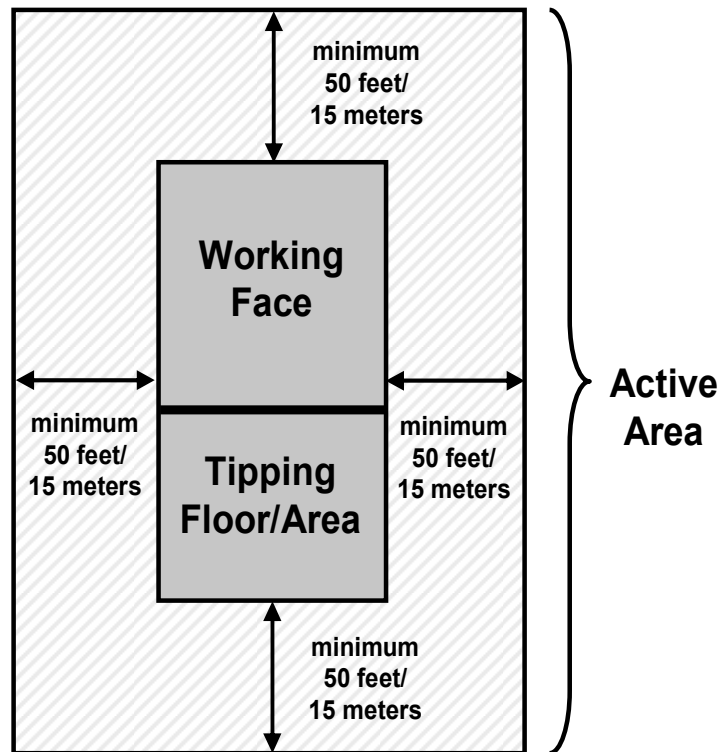 minimum
50 feet/
15 meters
Working
Face
minimum
50 feet/
15 meters
minimum
50 feet/
15 meters
Active
Area
Tipping
Floor/Area
minimum
50 feet/
15 meters